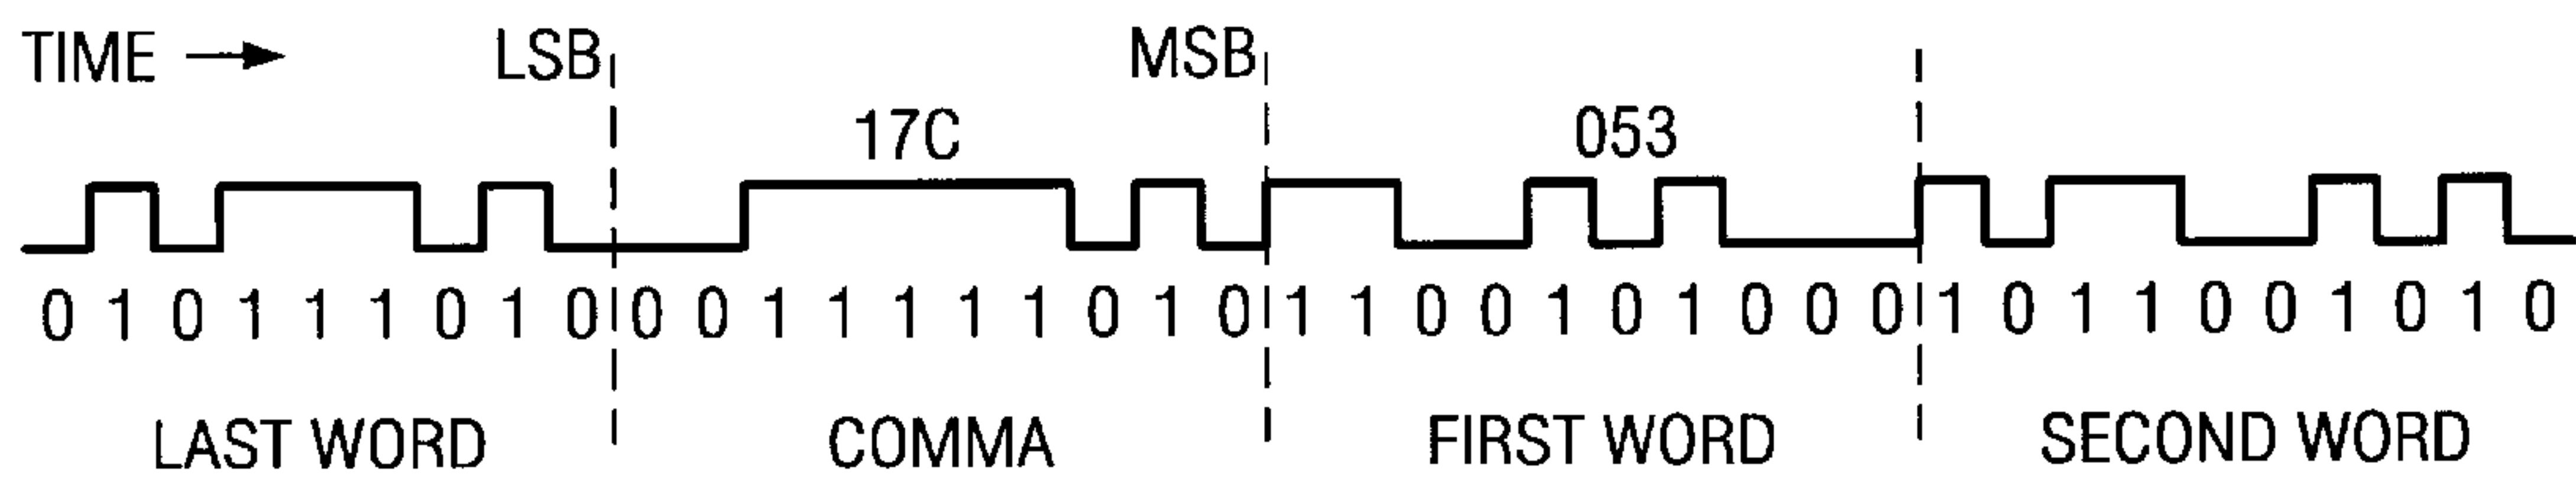 TIME → LSB MSB
17C 053
0 1 0 1 1 1 0 1 0 0 0 1 1 1 1 1 0 1 0 1 1 0 0 1 0 1 0 0 0 1 0 1 1 0 0 1 0 1 0
LAST WORD COMMA FIRST WORD SECOND WORD